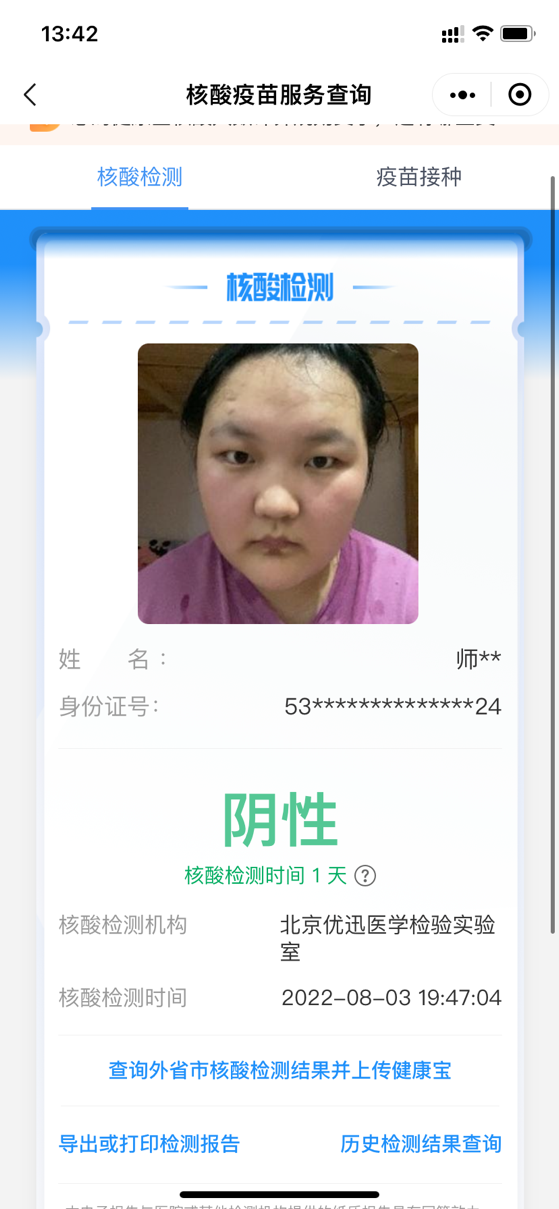 13:42
核酸疫苗服务查询
核酸检测
疫苗接种
核酸检测
姓 名：
师**
身份证号：
53**************24
阴性
核酸检测时间 1 天 ?
核酸检测机构
北京优迅医学检验实验
室
核酸检测时间
2022-08-03 19:47:04
查询外省市核酸检测结果并上传健康宝
导出或打印检测报告
历史检测结果查询